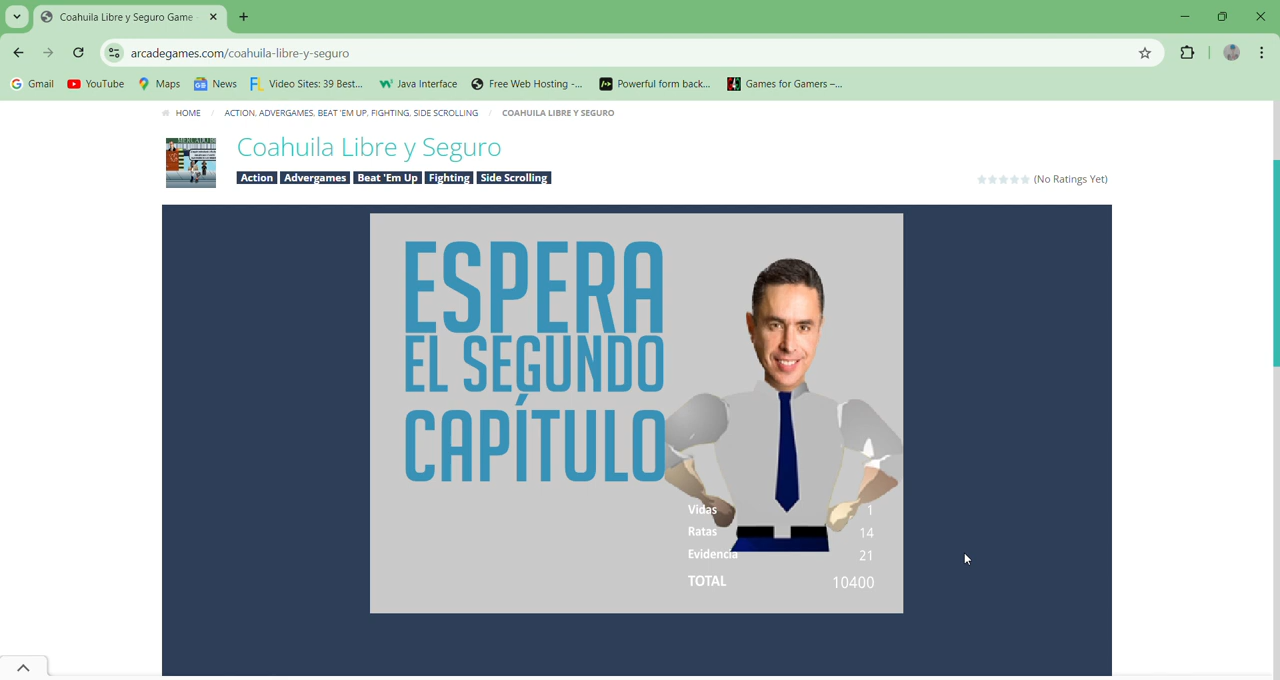 Coahuila Libre y Seguro Game
arcadegames.com/coahuila-libre-y-seguro
Gmail YouTube Maps News Video Sites: 39 Best... Java Interface Free Web Hosting -... Powerful form back... Games for Gamers –...
HOME / ACTION, ADVERGAMES, BEAT 'EM UP, FIGHTING, SIDE SCROLLING / COAHUILA LIBRE Y SEGURO
Coahuila Libre y Seguro
Action Advergames Beat 'Em Up Fighting Side Scrolling
(No Ratings Yet)
ESPERA
EL SEGUNDO
CAPÍTULO
Vidas 1
Ratas 14
Evidencia 21
TOTAL 10400